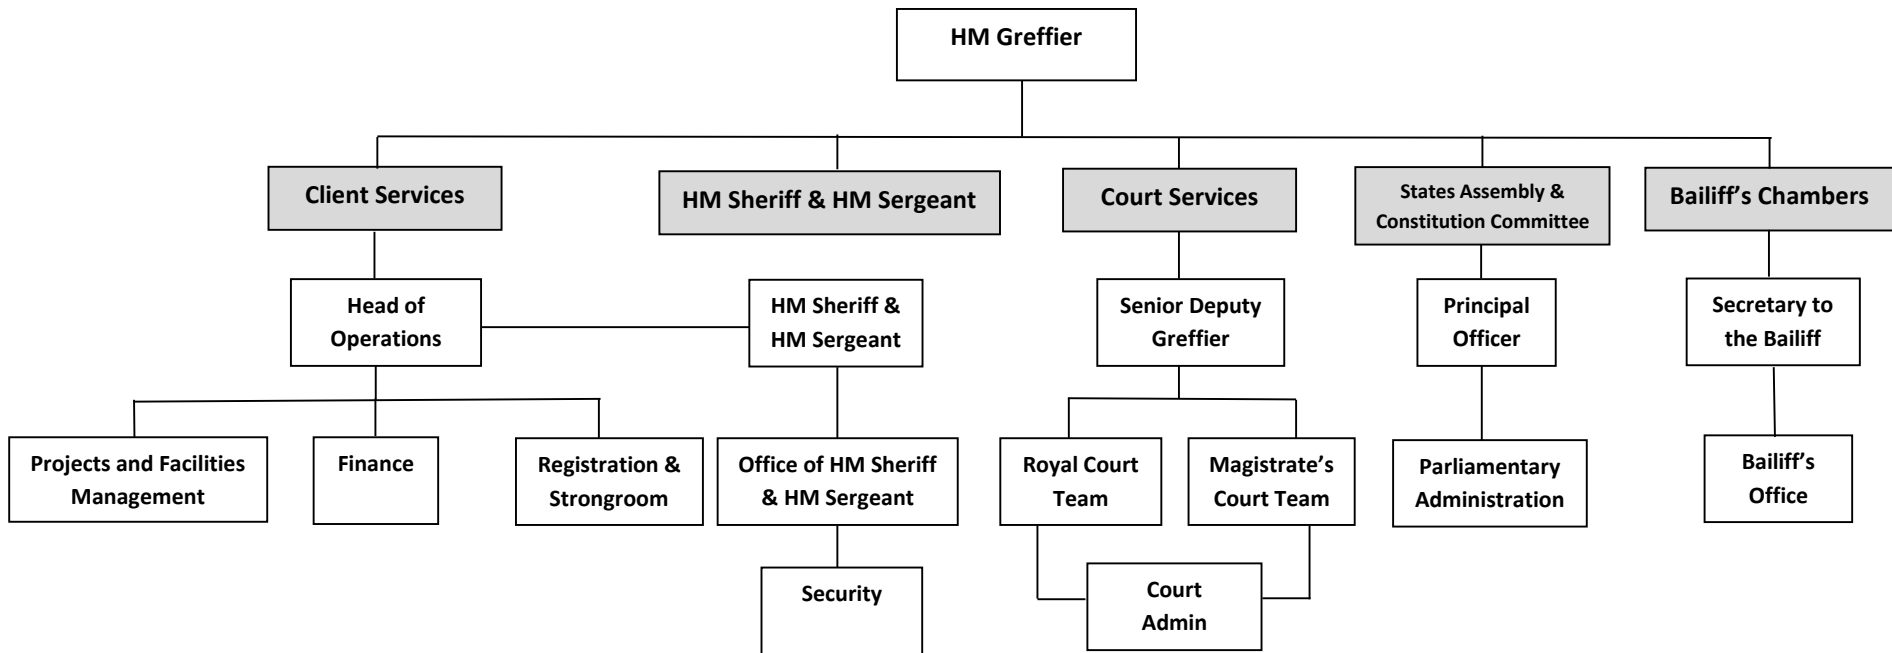 HM Greffier
Client Services
HM Sheriff & HM Sergeant
Court Services
States Assembly &
Constitution Committee
Bailiff’s Chambers
Head of
Operations
HM Sheriff &
HM Sergeant
Senior Deputy
Greffier
Principal
Officer
Secretary to
the Bailiff
Projects and Facilities
Management
Finance
Registration &
Strongroom
Office of HM Sheriff
& HM Sergeant
Royal Court
Team
Magistrate’s
Court Team
Parliamentary
Administration
Bailiff’s
Office
Security
Court
Admin